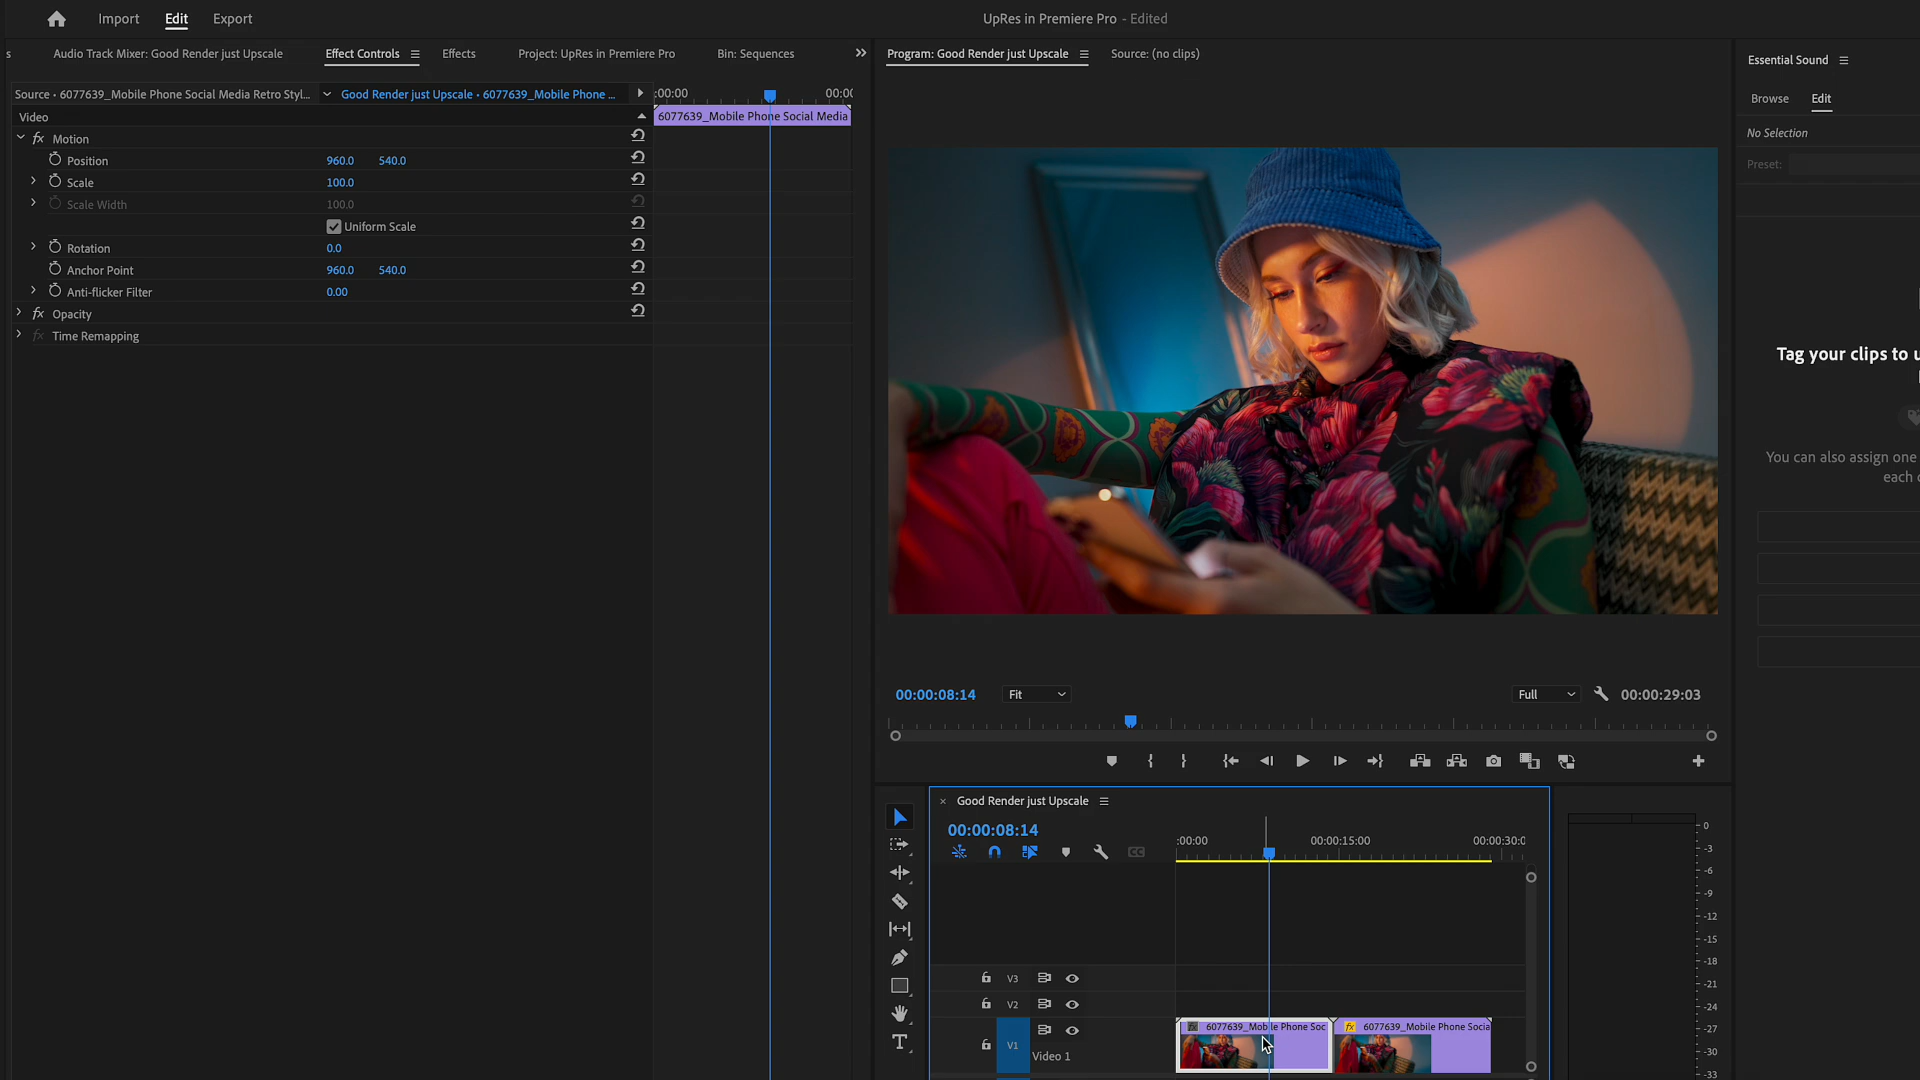 Import Edit Export
UpRes in Premiere Pro - Edited
s Audio Track Mixer: Good Render just Upscale Effect Controls Effects Project: UpRes in Premiere Pro Bin: Sequences
Source • 6077639_Mobile Phone Social Media Retro Styl... Good Render just Upscale • 6077639_Mobile Phone ...
:00:00 00:00
Video
6077639_Mobile Phone Social Media
fx Motion
Position 960.0 540.0
Scale 100.0
Scale Width 100.0
Uniform Scale
Rotation 0.0
Anchor Point 960.0 540.0
Anti-flicker Filter 0.00
fx Opacity
fx Time Remapping
Program: Good Render just Upscale Source: (no clips)
00:00:08:14 Fit Full 00:00:29:03
Good Render just Upscale
00:00:08:14
:00:00 00:00:15:00 00:00:30:0
CC
V3
V2
V1
Video 1
fx 6077639_Mobile Phone Soc fx 6077639_Mobile Phone Socia
T
0
-3
-6
-9
-12
-15
-18
-21
-24
-27
-30
-33
Essential Sound
Browse Edit
No Selection
Preset:
Tag your clips to u
You can also assign one
each c